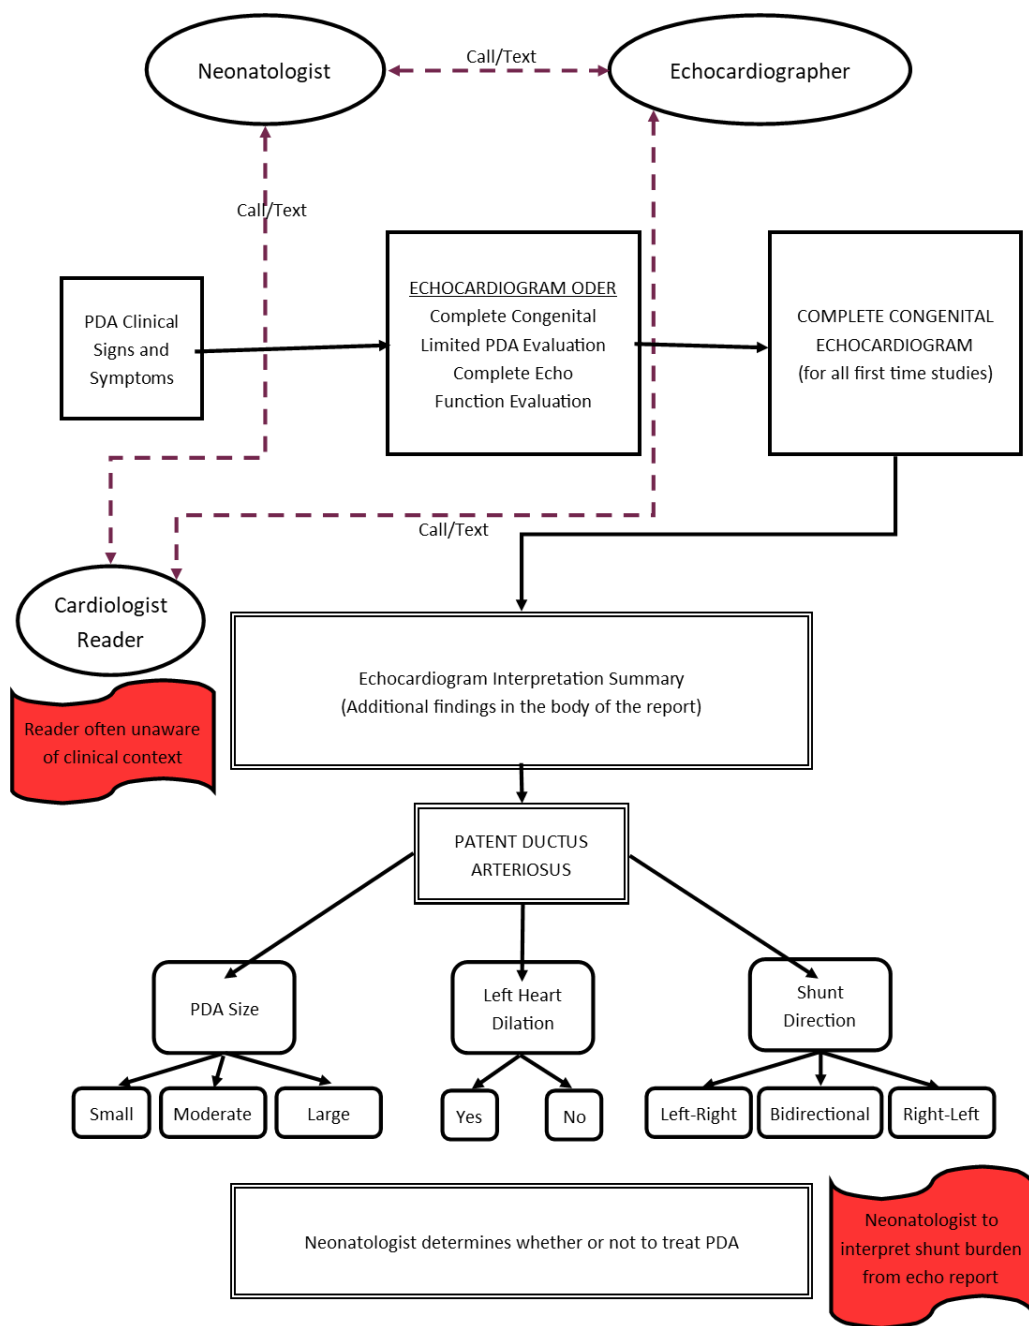 Neonatologist
Call/Text
Echocardiographer
Call/Text
PDA Clinical
Signs and
Symptoms
ECHOCARDIOGRAM ODER
Complete Congenital
Limited PDA Evaluation
Complete Echo
Function Evaluation
COMPLETE CONGENITAL
ECHOCARDIOGRAM
(for all first time studies)
Call/Text
Cardiologist
Reader
Reader often unaware
of clinical context
Echocardiogram Interpretation Summary
(Additional findings in the body of the report)
PATENT DUCTUS
ARTERIOSUS
PDA Size
Left Heart
Dilation
Shunt
Direction
Small
Moderate
Large
Yes
No
Left-Right
Bidirectional
Right-Left
Neonatologist determines whether or not to treat PDA
Neonatologist to
interpret shunt burden
from echo report